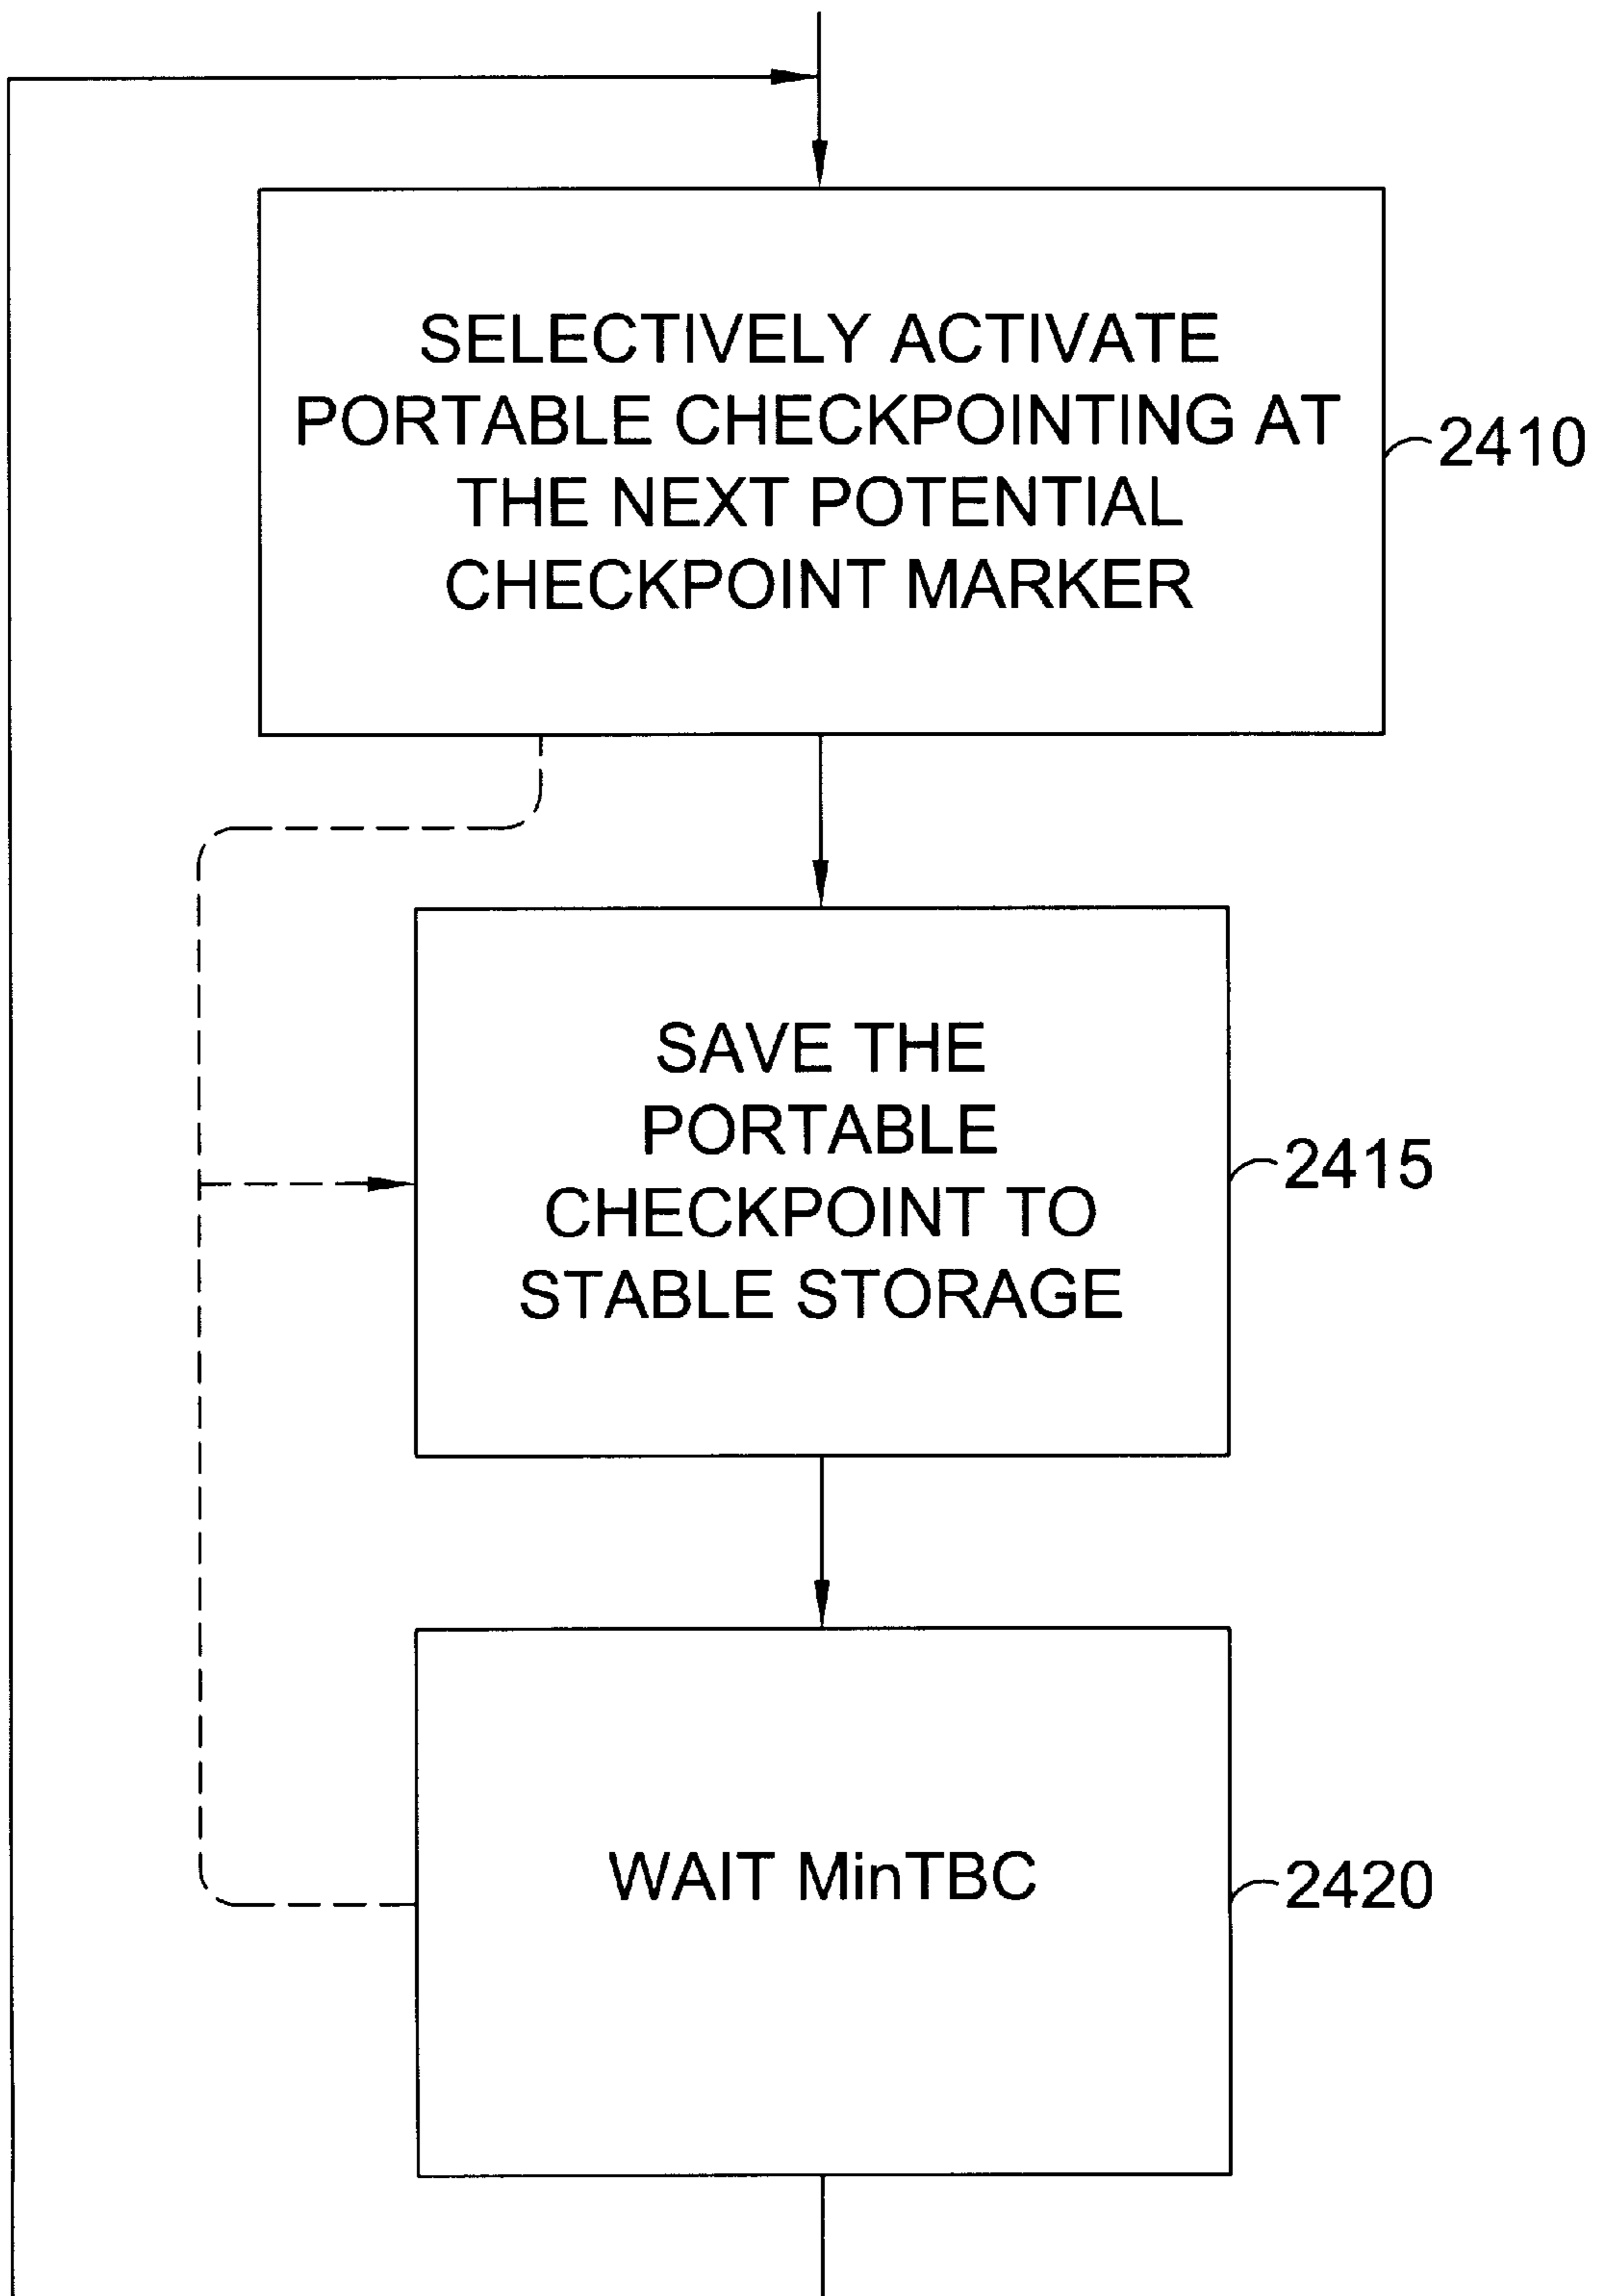 SELECTIVELY ACTIVATE
PORTABLE CHECKPOINTING AT
THE NEXT POTENTIAL
CHECKPOINT MARKER
2410
SAVE THE
PORTABLE
CHECKPOINT TO
STABLE STORAGE
2415
WAIT MinTBC
2420